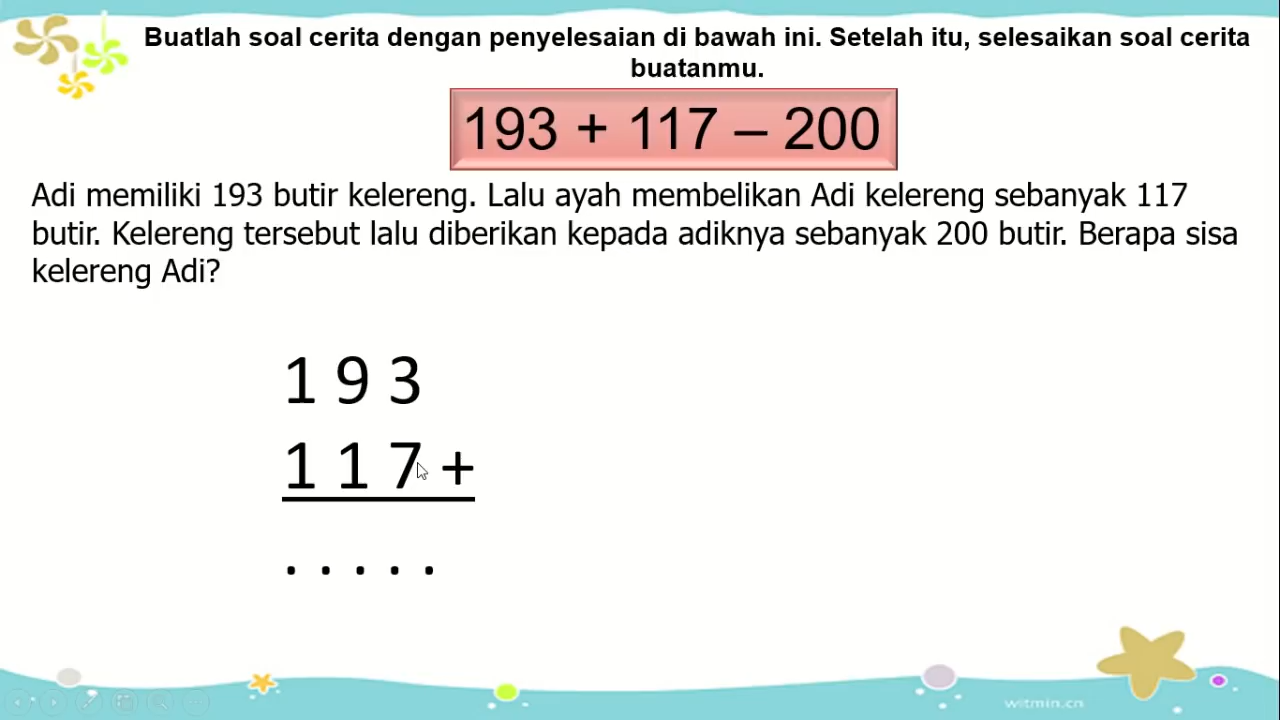 Buatlah soal cerita dengan penyelesaian di bawah ini. Setelah itu, selesaikan soal cerita
buatanmu.
193 + 117 – 200
Adi memiliki 193 butir kelereng. Lalu ayah membelikan Adi kelereng sebanyak 117
butir. Kelereng tersebut lalu diberikan kepada adiknya sebanyak 200 butir. Berapa sisa
kelereng Adi?
1 9 3
1 1 7 +
. . . . .
witmin.cn